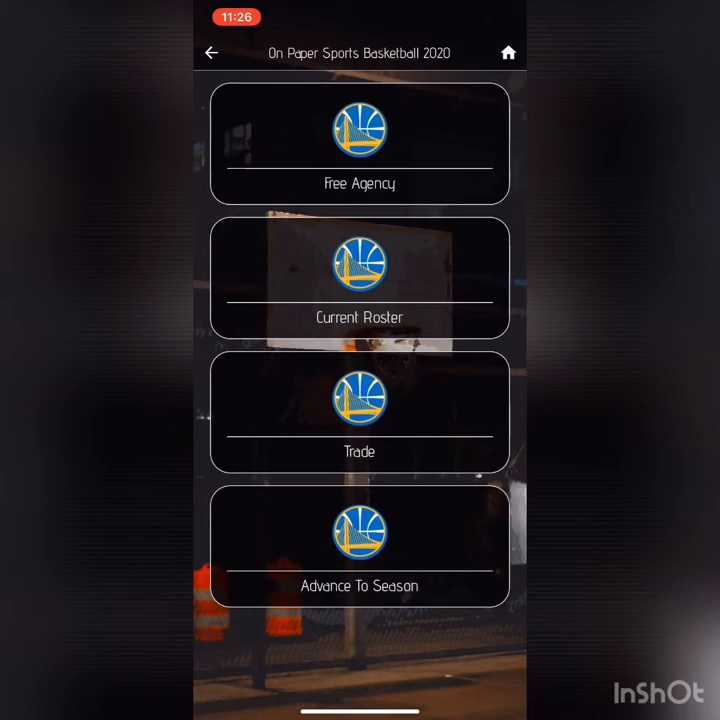 11:26
On Paper Sports Basketball 2020
Free Agency
Current Roster
Trade
Advance To Season
InShOt